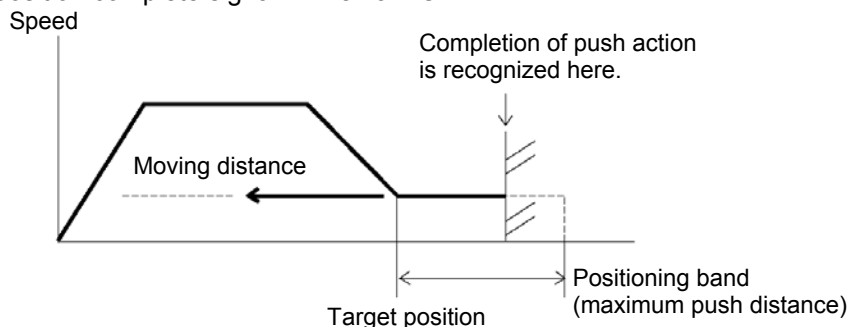 Speed
Completion of push action
is recognized here.
Moving distance
Positioning band
(maximum push distance)
Target position